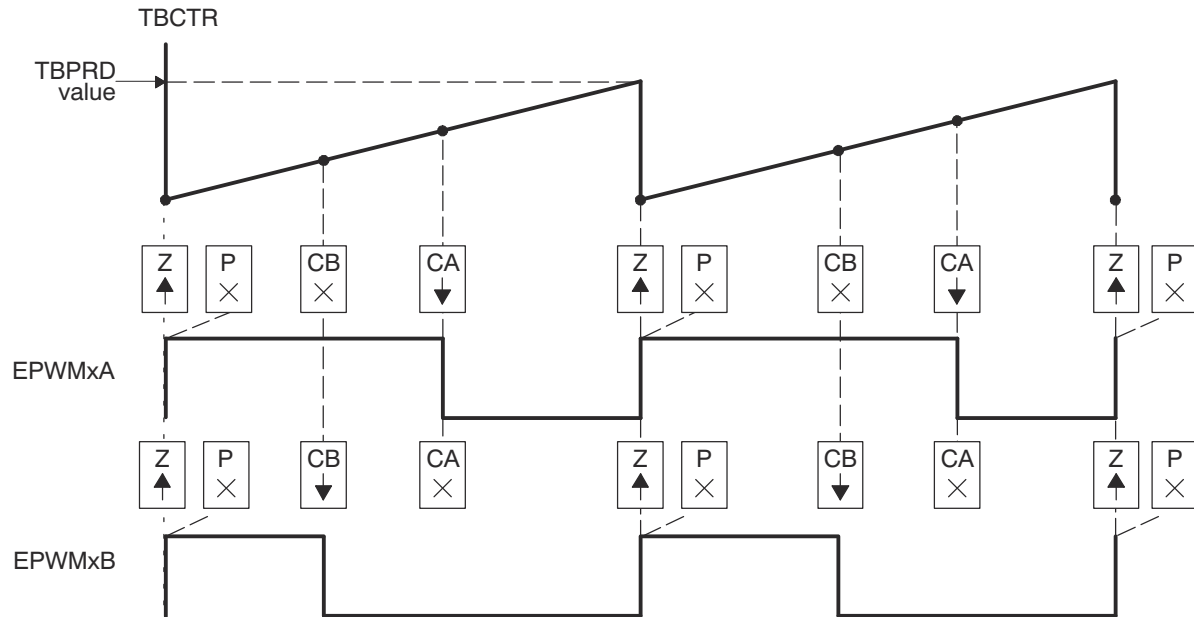 TBCTR
TBPRD
value
Z P CB CA Z P CB CA Z P
EPWMxA
Z P CB CA Z P CB CA Z P
EPWMxB